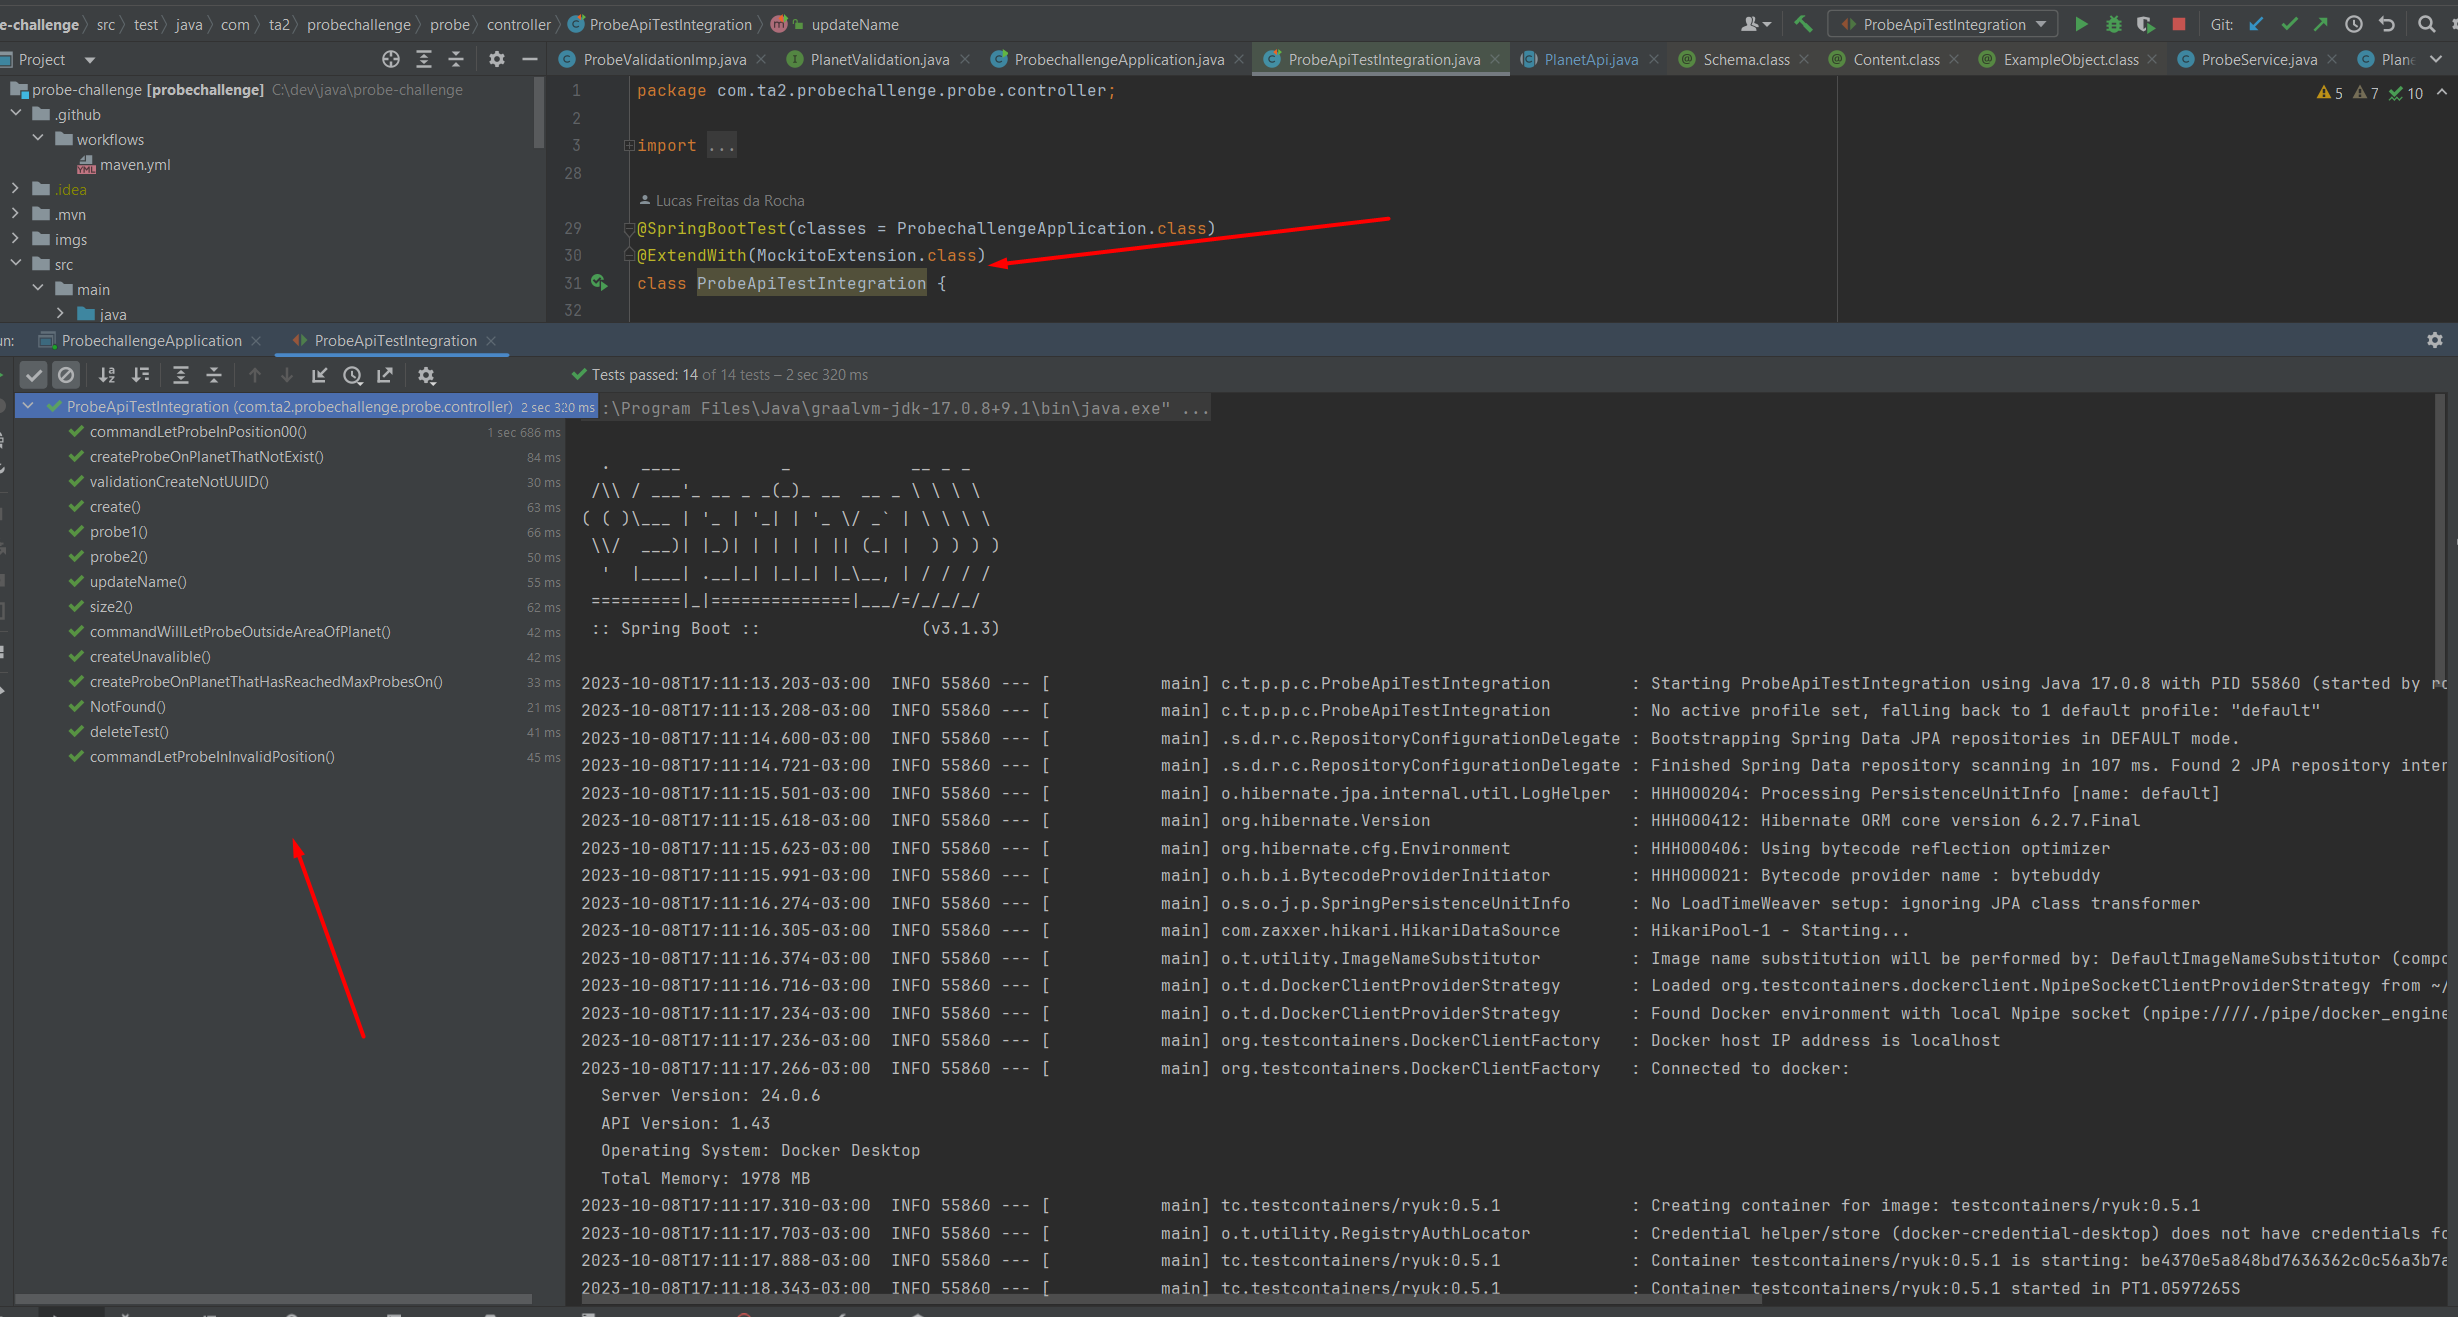 e-challenge src test java com ta2 probechallenge probe controller ProbeApiTestIntegration updateName
ProbeApiTestIntegration Git:
Project
ProbeValidationImp.java PlanetValidation.java ProbechallengeApplication.java ProbeApiTestIntegration.java PlanetApi.java Schema.class Content.class ExampleObject.class ProbeService.java Plane
probe-challenge [probechallenge] C:\dev\java\probe-challenge
.github
workflows
maven.yml
.idea
.mvn
imgs
src
main
java
5 7 10
1 package com.ta2.probechallenge.probe.controller;
2
3 import ...
28
Lucas Freitas da Rocha
29 @SpringBootTest(classes = ProbechallengeApplication.class)
30 @ExtendWith(MockitoExtension.class)
31 class ProbeApiTestIntegration {
32
un: ProbechallengeApplication ProbeApiTestIntegration
Tests passed: 14 of 14 tests – 2 sec 320 ms
ProbeApiTestIntegration (com.ta2.probechallenge.probe.controller) 2 sec 320 ms
commandLetProbeInPosition00() 1 sec 686 ms
createProbeOnPlanetThatNotExist() 84 ms
validationCreateNotUUID() 30 ms
create() 63 ms
probe1() 66 ms
probe2() 50 ms
updateName() 55 ms
size2() 62 ms
commandWillLetProbeOutsideAreaOfPlanet() 42 ms
createUnavalible() 42 ms
createProbeOnPlanetThatHasReachedMaxProbesOn() 33 ms
NotFound() 21 ms
deleteTest() 41 ms
commandLetProbeInInvalidPosition() 45 ms
:\Program Files\Java\graalvm-jdk-17.0.8+9.1\bin\java.exe" ...
  .   ____          _            __ _ _
 /\\ / ___'_ __ _ _(_)_ __  __ _ \ \ \ \
( ( )\___ | '_ | '_| | '_ \/ _` | \ \ \ \
 \\/  ___)| |_)| | | | | || (_| |  ) ) ) )
  '  |____| .__|_| |_|_| |_\__, | / / / /
 =========|_|==============|___/=/_/_/_/
 :: Spring Boot ::                (v3.1.3)
2023-10-08T17:11:13.203-03:00  INFO 55860 --- [           main] c.t.p.p.c.ProbeApiTestIntegration        : Starting ProbeApiTestIntegration using Java 17.0.8 with PID 55860 (started by ro
2023-10-08T17:11:13.208-03:00  INFO 55860 --- [           main] c.t.p.p.c.ProbeApiTestIntegration        : No active profile set, falling back to 1 default profile: "default"
2023-10-08T17:11:14.600-03:00  INFO 55860 --- [           main] .s.d.r.c.RepositoryConfigurationDelegate : Bootstrapping Spring Data JPA repositories in DEFAULT mode.
2023-10-08T17:11:14.721-03:00  INFO 55860 --- [           main] .s.d.r.c.RepositoryConfigurationDelegate : Finished Spring Data repository scanning in 107 ms. Found 2 JPA repository inter
2023-10-08T17:11:15.501-03:00  INFO 55860 --- [           main] o.hibernate.jpa.internal.util.LogHelper  : HHH000204: Processing PersistenceUnitInfo [name: default]
2023-10-08T17:11:15.618-03:00  INFO 55860 --- [           main] org.hibernate.Version                    : HHH000412: Hibernate ORM core version 6.2.7.Final
2023-10-08T17:11:15.623-03:00  INFO 55860 --- [           main] org.hibernate.cfg.Environment            : HHH000406: Using bytecode reflection optimizer
2023-10-08T17:11:15.991-03:00  INFO 55860 --- [           main] o.h.b.i.BytecodeProviderInitiator        : HHH000021: Bytecode provider name : bytebuddy
2023-10-08T17:11:16.274-03:00  INFO 55860 --- [           main] o.s.o.j.p.SpringPersistenceUnitInfo      : No LoadTimeWeaver setup: ignoring JPA class transformer
2023-10-08T17:11:16.305-03:00  INFO 55860 --- [           main] com.zaxxer.hikari.HikariDataSource       : HikariPool-1 - Starting...
2023-10-08T17:11:16.374-03:00  INFO 55860 --- [           main] o.t.utility.ImageNameSubstitutor         : Image name substitution will be performed by: DefaultImageNameSubstitutor (compo
2023-10-08T17:11:16.716-03:00  INFO 55860 --- [           main] o.t.d.DockerClientProviderStrategy       : Loaded org.testcontainers.dockerclient.NpipeSocketClientProviderStrategy from ~/
2023-10-08T17:11:17.234-03:00  INFO 55860 --- [           main] o.t.d.DockerClientProviderStrategy       : Found Docker environment with local Npipe socket (npipe:////./pipe/docker_engine
2023-10-08T17:11:17.236-03:00  INFO 55860 --- [           main] org.testcontainers.DockerClientFactory   : Docker host IP address is localhost
2023-10-08T17:11:17.266-03:00  INFO 55860 --- [           main] org.testcontainers.DockerClientFactory   : Connected to docker:
  Server Version: 24.0.6
  API Version: 1.43
  Operating System: Docker Desktop
  Total Memory: 1978 MB
2023-10-08T17:11:17.310-03:00  INFO 55860 --- [           main] tc.testcontainers/ryuk:0.5.1             : Creating container for image: testcontainers/ryuk:0.5.1
2023-10-08T17:11:17.703-03:00  INFO 55860 --- [           main] o.t.utility.RegistryAuthLocator          : Credential helper/store (docker-credential-desktop) does not have credentials fo
2023-10-08T17:11:17.888-03:00  INFO 55860 --- [           main] tc.testcontainers/ryuk:0.5.1             : Container testcontainers/ryuk:0.5.1 is starting: be4370e5a848bd7636362c0c56a3b7a
2023-10-08T17:11:18.343-03:00  INFO 55860 --- [           main] tc.testcontainers/ryuk:0.5.1             : Container testcontainers/ryuk:0.5.1 started in PT1.0597265S